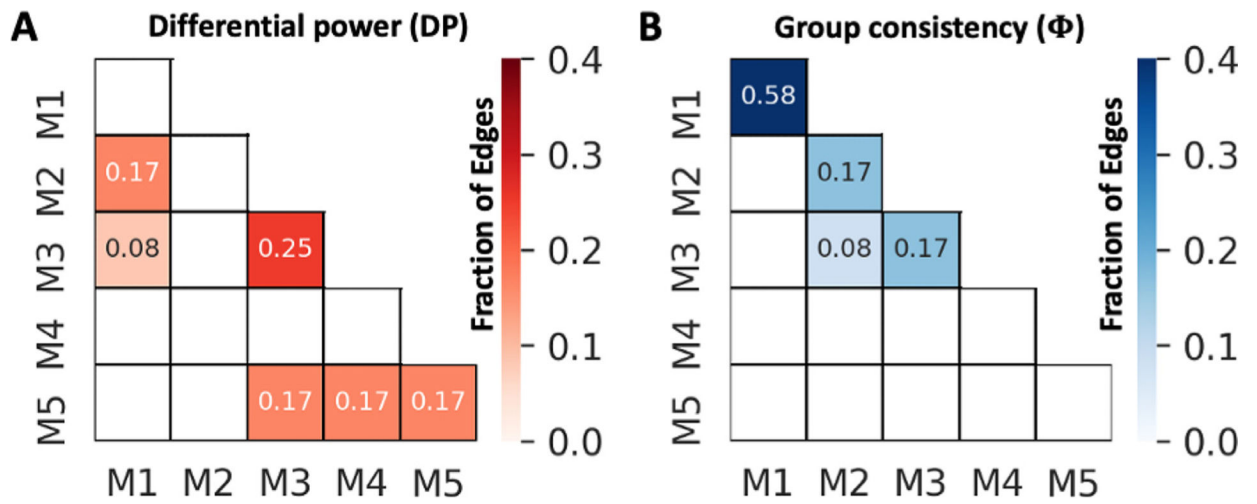 A Differential power (DP)
M1
M2
M3
M4
M5
0.17
0.08 0.25
0.17 0.17 0.17
M1 M2 M3 M4 M5
Fraction of Edges
0.4
0.3
0.2
0.1
0.0
B Group consistency (Φ)
M1
M2
M3
M4
M5
0.58
0.17
0.08 0.17
M1 M2 M3 M4 M5
Fraction of Edges
0.4
0.3
0.2
0.1
0.0